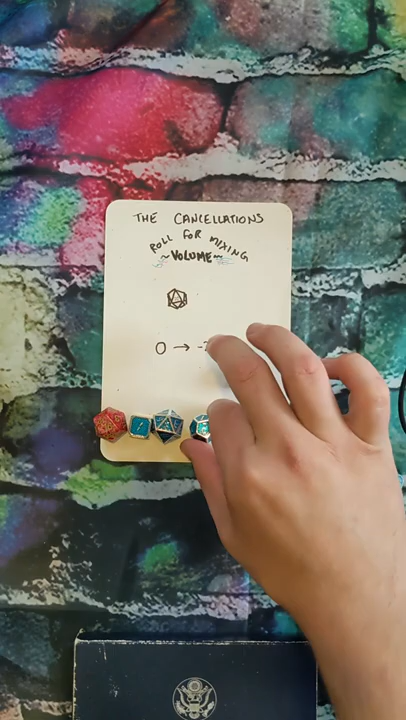 THE CANCELLATIONS
ROLL FOR MIXING
~VOLUME~
0 → -